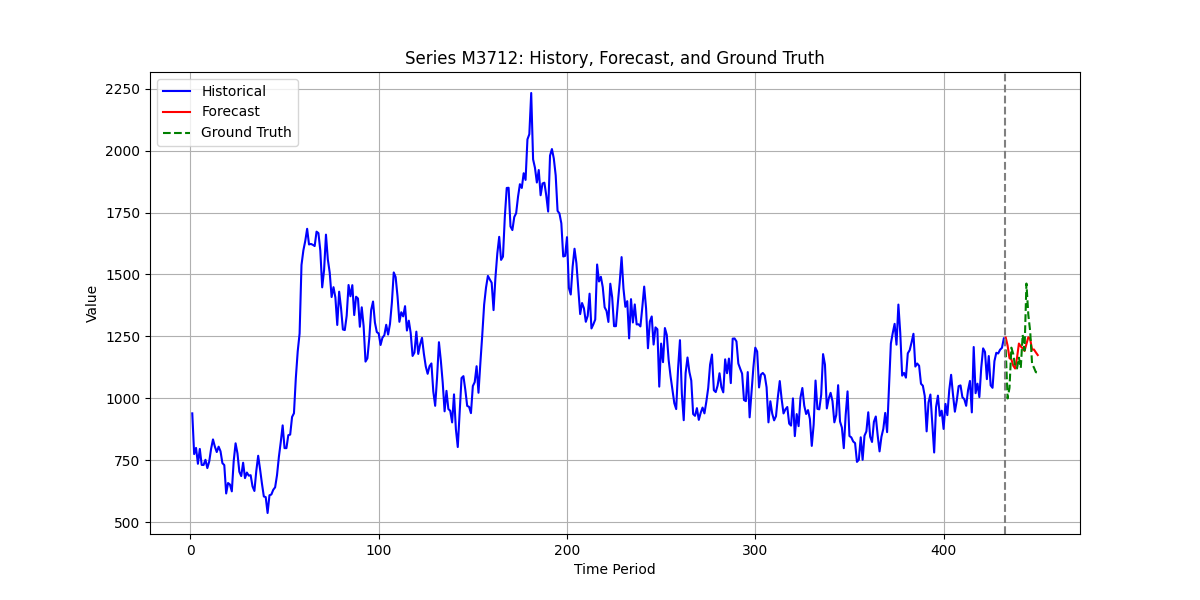 Series M3712: History, Forecast, and Ground Truth
Historical
Forecast
Ground Truth
2250
2000
1750
1500
1250
1000
750
500
Value
0
100
200
300
400
Time Period